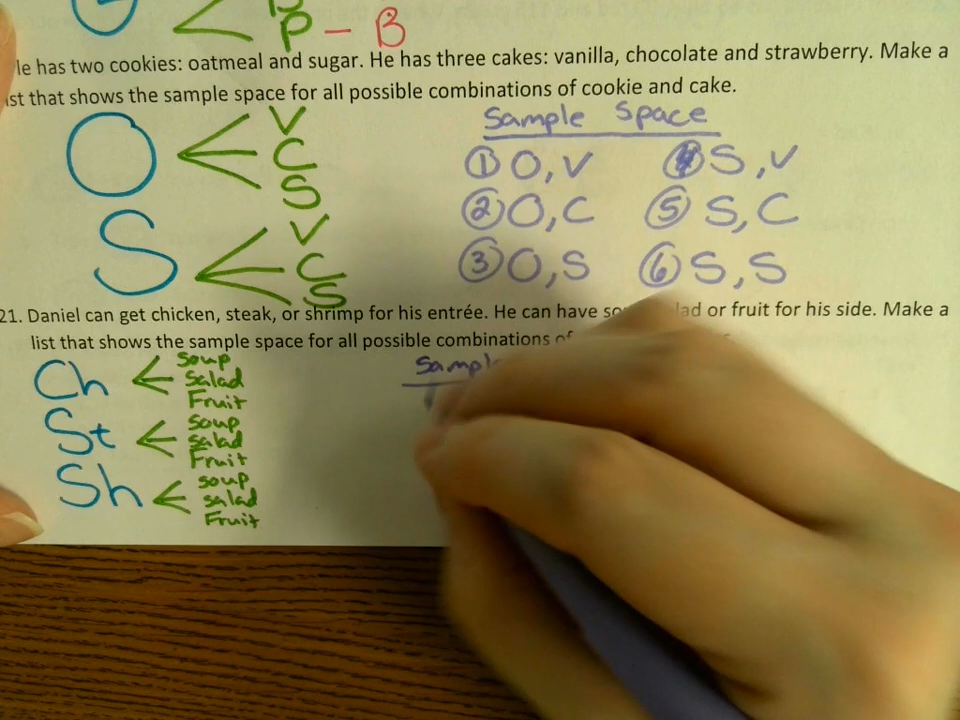 P - B
le has two cookies: oatmeal and sugar. He has three cakes: vanilla, chocolate and strawberry. Make a
st that shows the sample space for all possible combinations of cookie and cake.
Sample Space
O < V
C
S
S < V
C
S
① O, V
② O, C
③ O, S
④ S, V
⑤ S, C
⑥ S, S
21. Daniel can get chicken, steak, or shrimp for his entrée. He can have lad or fruit for his side. Make a
list that shows the sample space for all possible combinations of
Ch < soup
salad
Fruit
St < soup
salad
Fruit
Sh < soup
salad
Fruit
Sample